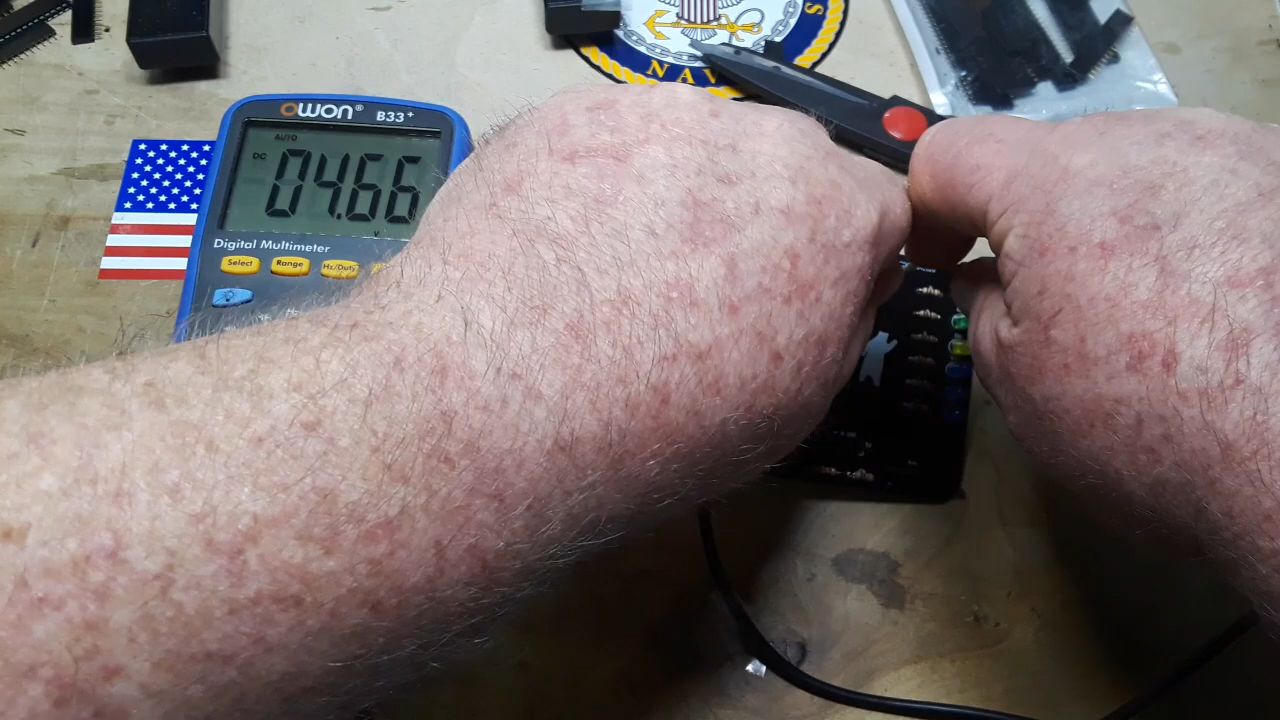 NAV
S
OWON®
B33+
AUTO
DC
04.66
V
Digital Multimeter
Select
Range
Hz/Duty